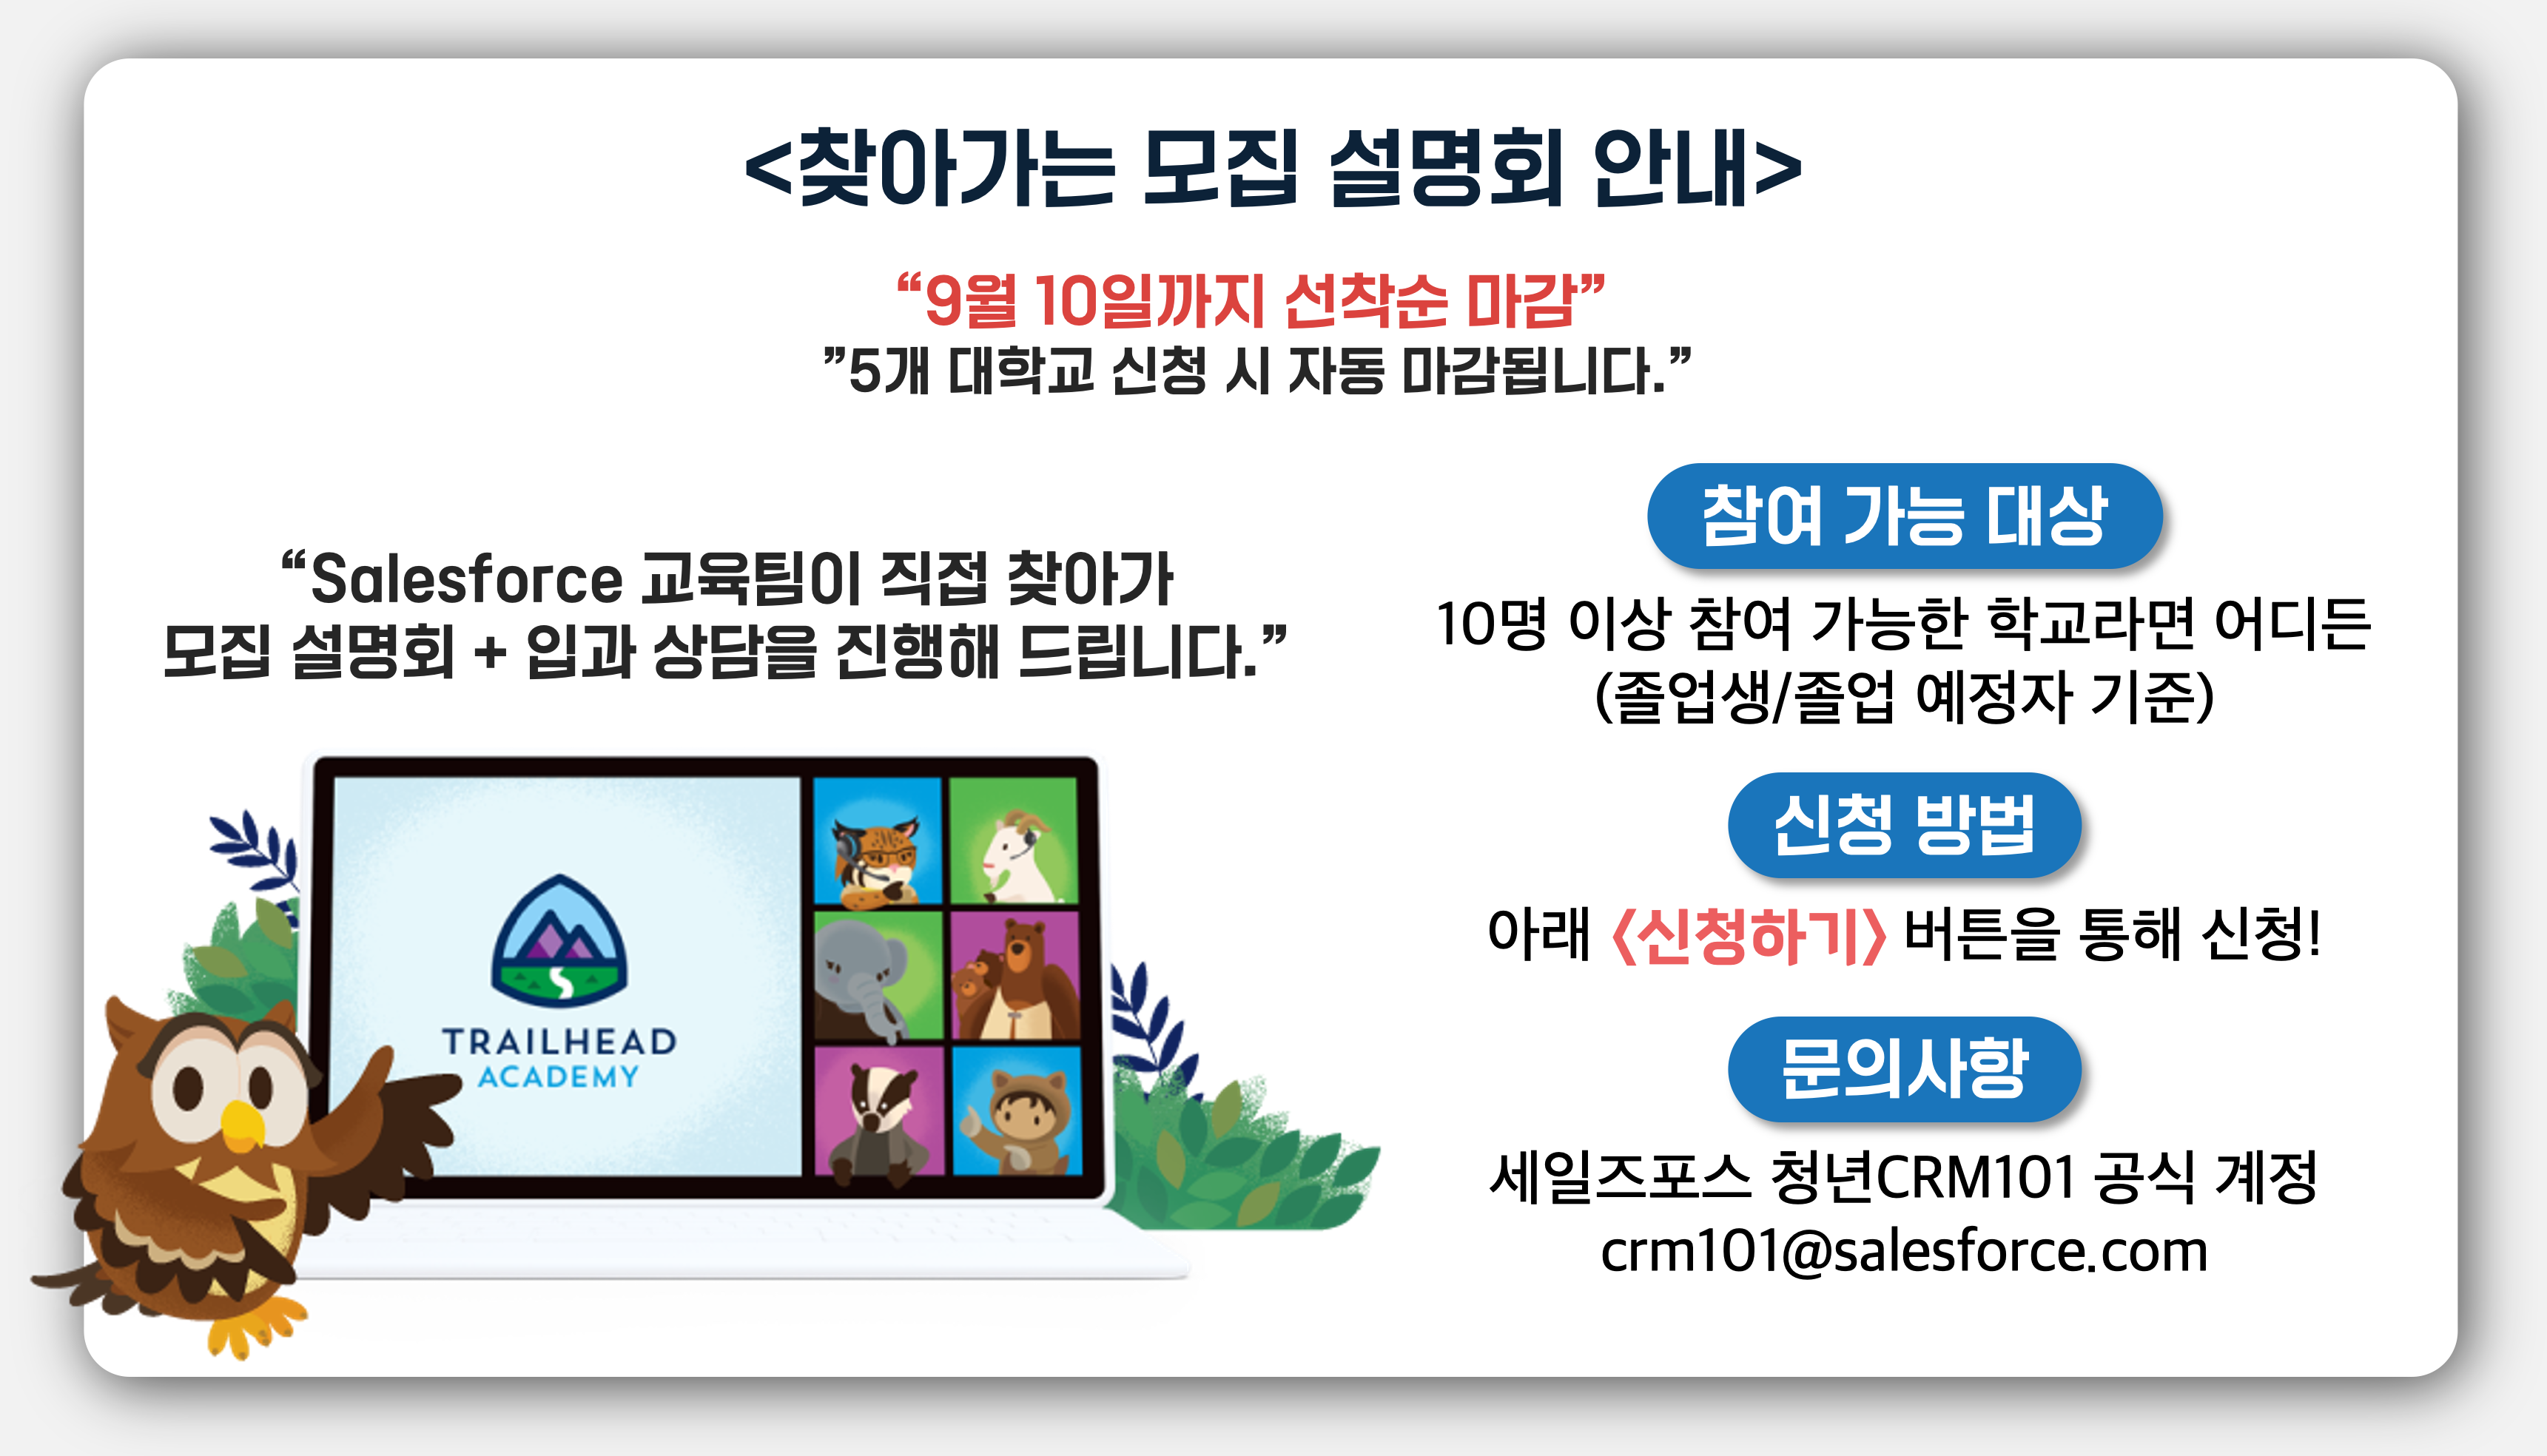 <찾아가는 모집 설명회 안내>
“9월 10일까지 선착순 마감”
”5개 대학교 신청 시 자동 마감됩니다.”
“Salesforce 교육팀이 직접 찾아가
모집 설명회 + 입과 상담을 진행해 드립니다.”
TRAILHEAD
ACADEMY
참여 가능 대상
10명 이상 참여 가능한 학교라면 어디든
(졸업생/졸업 예정자 기준)
신청 방법
아래 <신청하기> 버튼을 통해 신청!
문의사항
세일즈포스 청년CRM101 공식 계정
crm101@salesforce.com